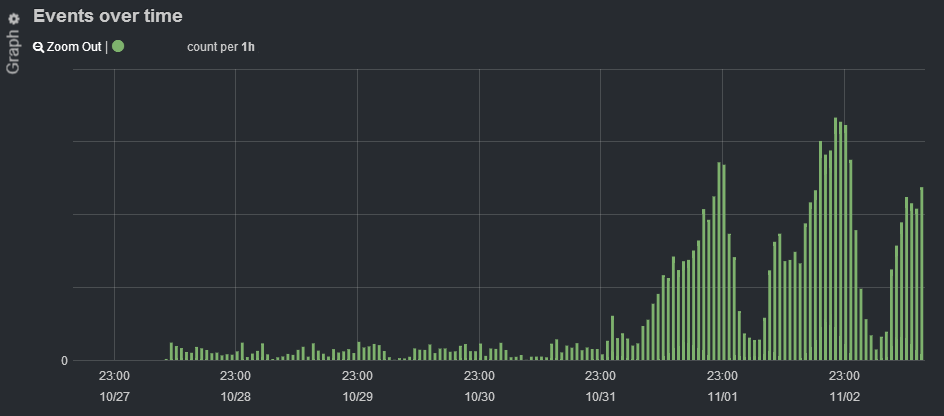 Events over time
Graph
Zoom Out | count per 1h
0
23:00 23:00 23:00 23:00 23:00 23:00 23:00
10/27 10/28 10/29 10/30 10/31 11/01 11/02